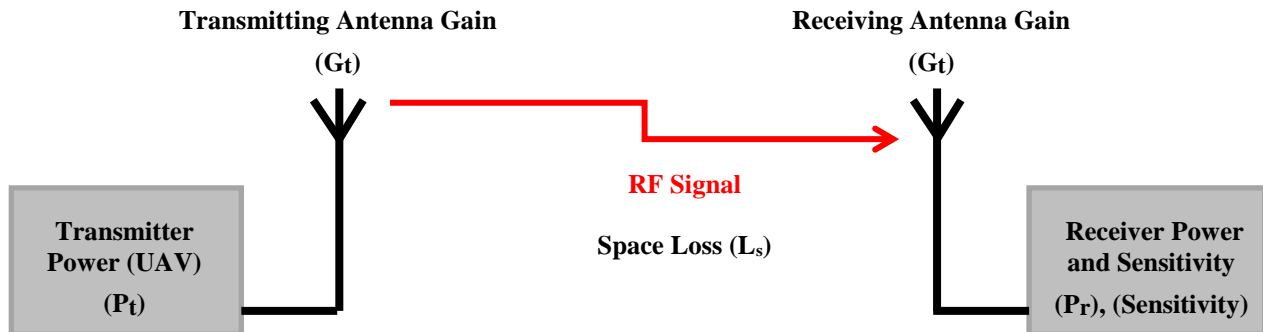 Transmitting Antenna Gain
(Gt)
Receiving Antenna Gain
(Gt)
RF Signal
Space Loss (Ls)
Transmitter
Power (UAV)
(Pt)
Receiver Power
and Sensitivity
(Pr), (Sensitivity)